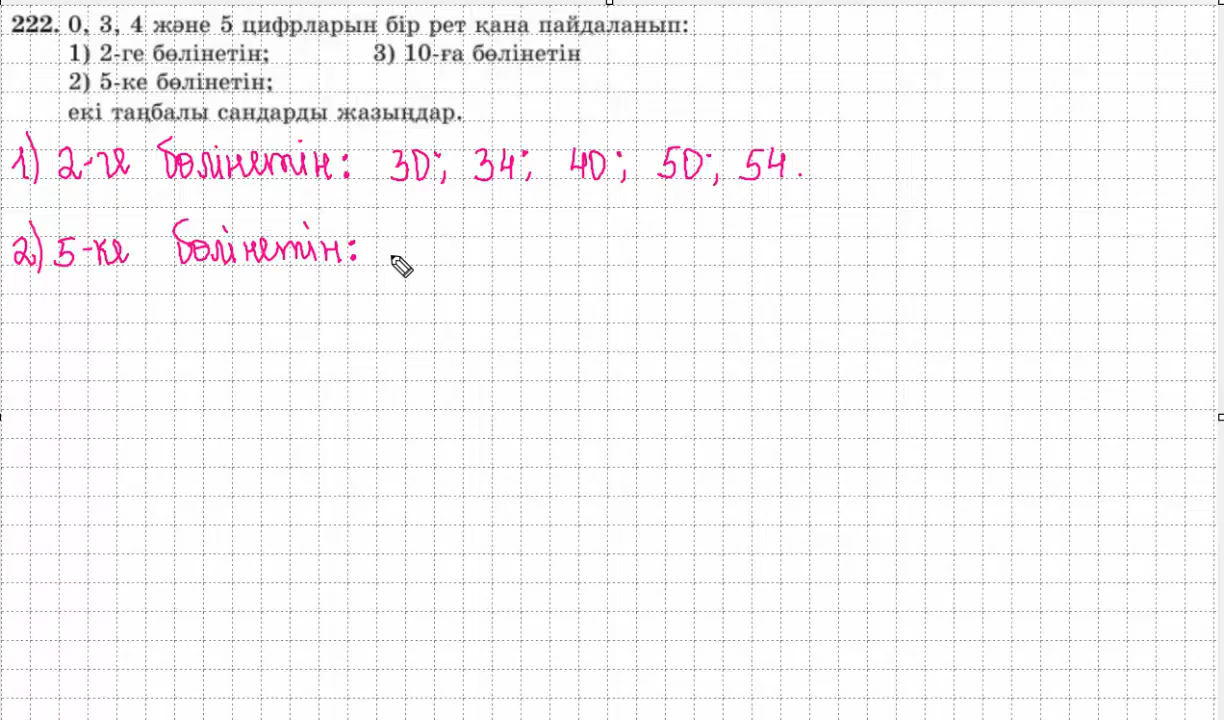 222. 0, 3, 4 және 5 цифрларын бір рет қана пайдаланып:
1) 2-ге бөлінетін; 3) 10-ға бөлінетін
2) 5-ке бөлінетін;
екі таңбалы сандарды жазыңдар.
1) 2-ге бөлінетін: 30; 34; 40; 50; 54.
2) 5-ке бөлінетін: